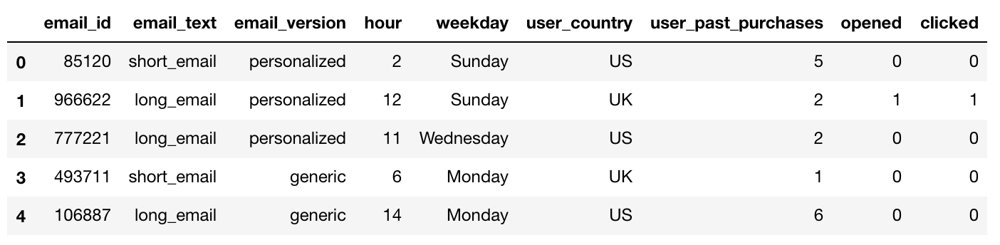 email_id email_text email_version hour weekday user_country user_past_purchases opened clicked
0 85120 short_email personalized 2 Sunday US 5 0 0
1 966622 long_email personalized 12 Sunday UK 2 1 1
2 777221 long_email personalized 11 Wednesday US 2 0 0
3 493711 short_email generic 6 Monday UK 1 0 0
4 106887 long_email generic 14 Monday US 6 0 0